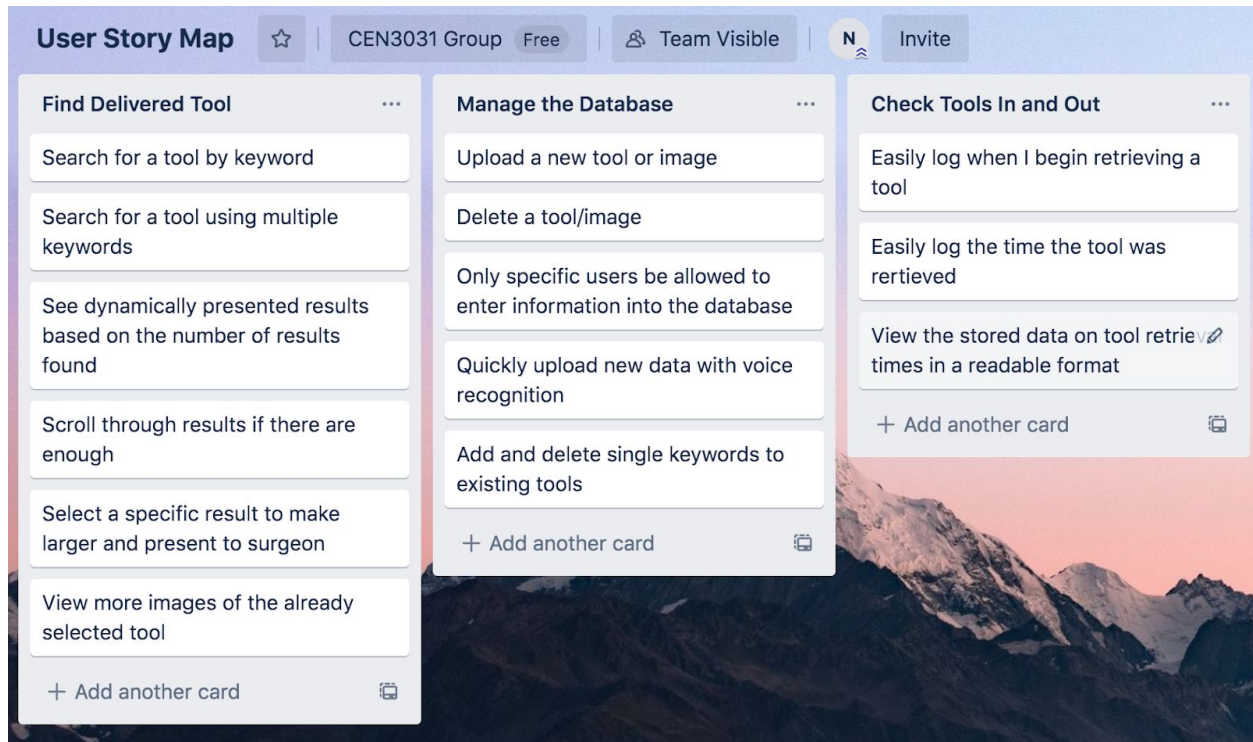 User Story Map
CEN3031 Group Free
Team Visible
N
Invite
Find Delivered Tool
Search for a tool by keyword
Search for a tool using multiple
keywords
See dynamically presented results
based on the number of results
found
Scroll through results if there are
enough
Select a specific result to make
larger and present to surgeon
View more images of the already
selected tool
+ Add another card
Manage the Database
Upload a new tool or image
Delete a tool/image
Only specific users be allowed to
enter information into the database
Quickly upload new data with voice
recognition
Add and delete single keywords to
existing tools
+ Add another card
Check Tools In and Out
Easily log when I begin retrieving a
tool
Easily log the time the tool was
rertieved
View the stored data on tool retrieval
times in a readable format
+ Add another card